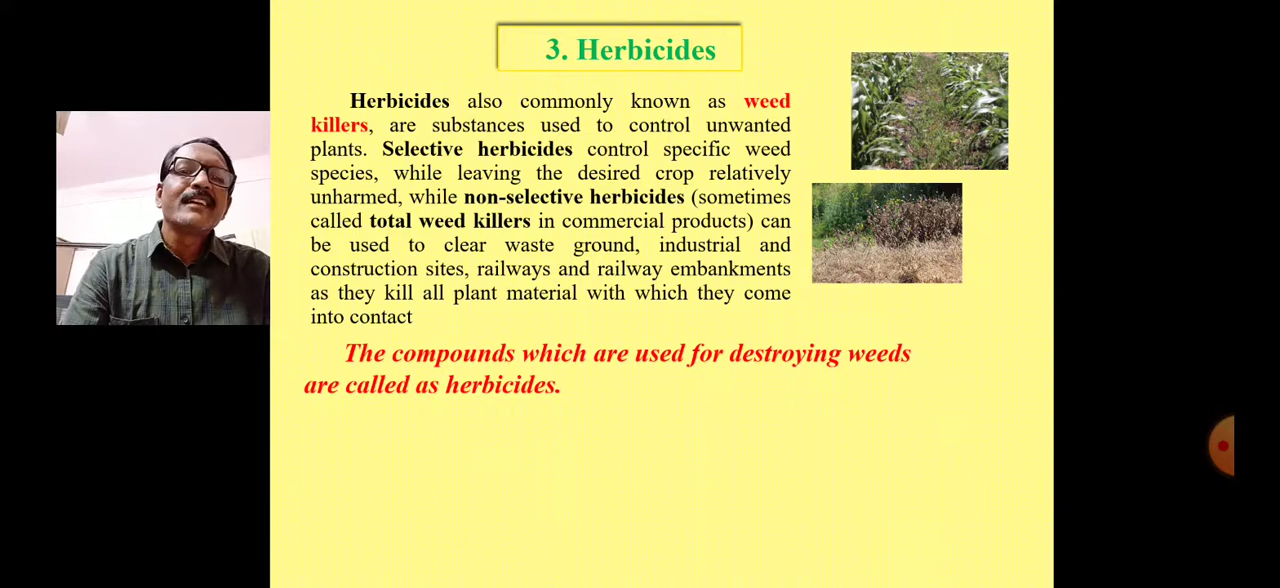 3. Herbicides
Herbicides also commonly known as weed
killers, are substances used to control unwanted
plants. Selective herbicides control specific weed
species, while leaving the desired crop relatively
unharmed, while non-selective herbicides (sometimes
called total weed killers in commercial products) can
be used to clear waste ground, industrial and
construction sites, railways and railway embankments
as they kill all plant material with which they come
into contact
The compounds which are used for destroying weeds
are called as herbicides.